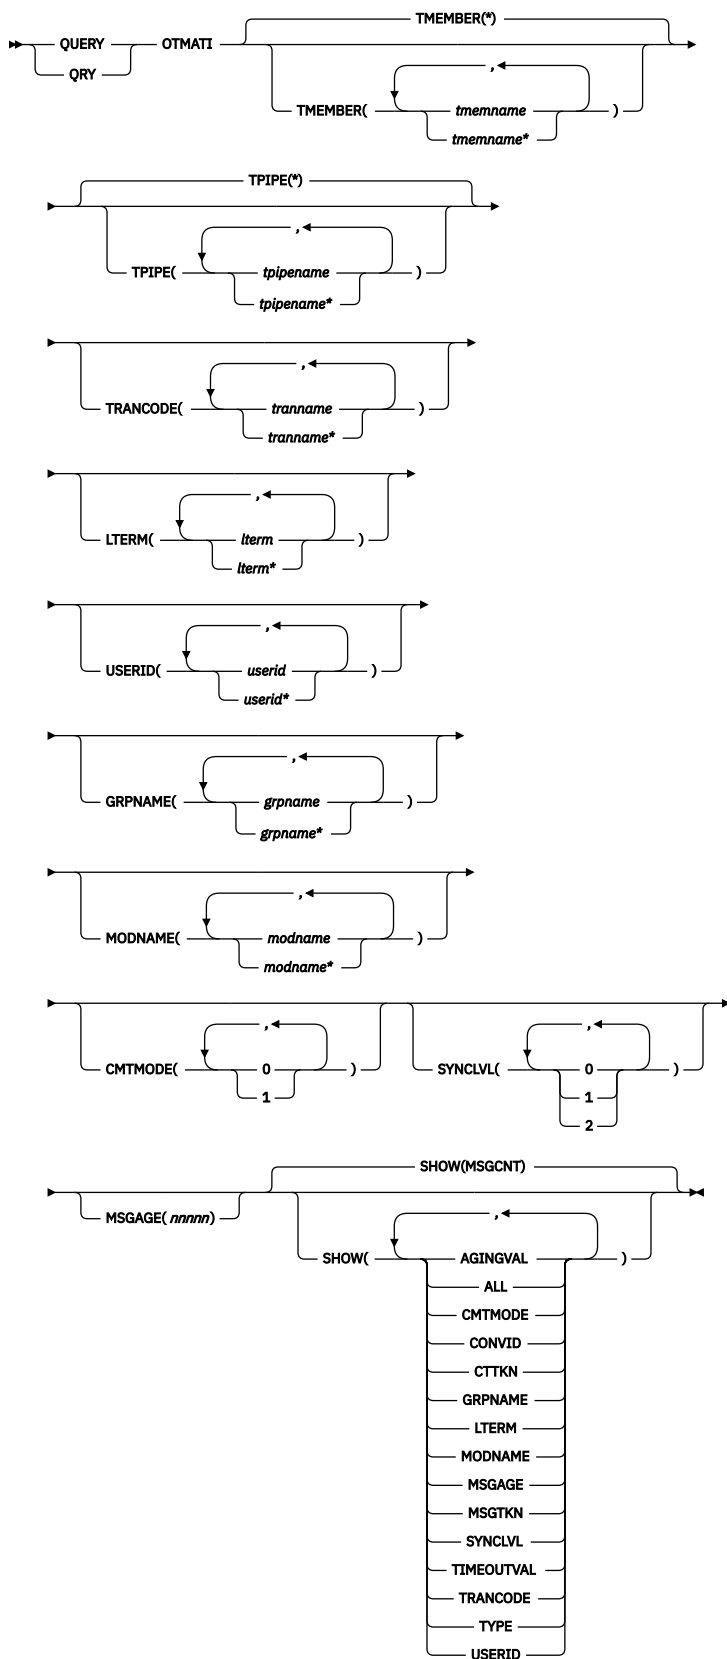 TMEMBER(*)
QUERY OTMATI
QRY
,
TMEMBER( tmemname )
tmemname*
TPIPE(*)
,
TPIPE( tpipename )
tpipename*
,
TRANCODE( tranname )
tranname*
,
LTERM( lterm )
lterm*
,
USERID( userid )
userid*
,
GRPNAME( grpname )
grpname*
,
MODNAME( modname )
modname*
, ,
CMTMODE( 0 ) SYNCLVL( 0 )
1 1
2
SHOW(MSGCNT)
MSGAGE( nnnnn)
,
SHOW( AGINGVAL )
ALL
CMTMODE
CONVID
CTTKN
GRPNAME
LTERM
MODNAME
MSGAGE
MSGTKN
SYNCLVL
TIMEOUTVAL
TRANCODE
TYPE
USERID